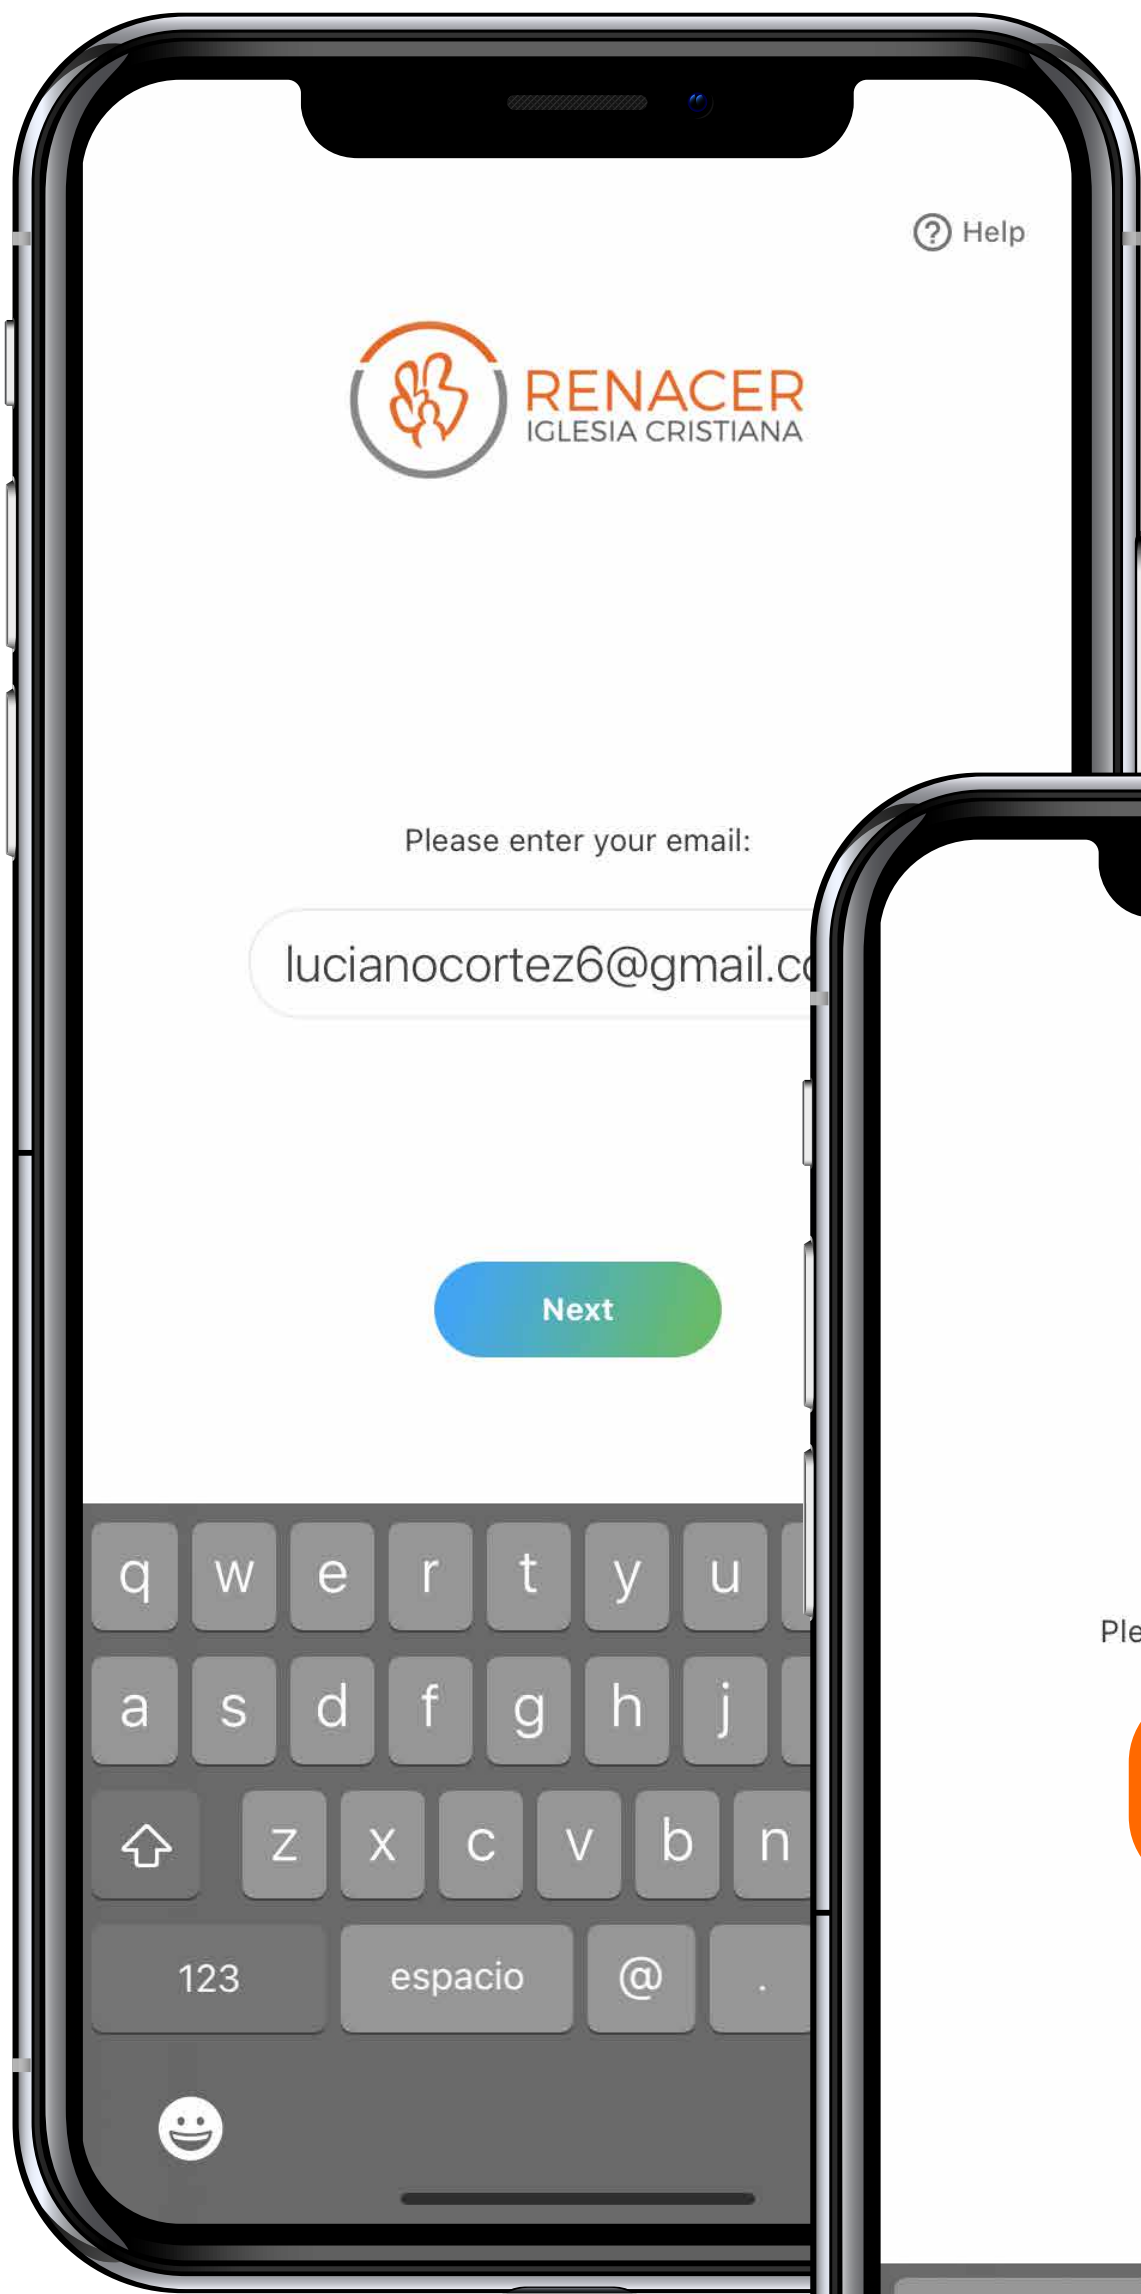 Help
RENACER
IGLESIA CRISTIANA
Please enter your email:
lucianocortez6@gmail.c
Next
q w e r t y u
a s d f g h j
z x c v b n
123 espacio @ .
Ple